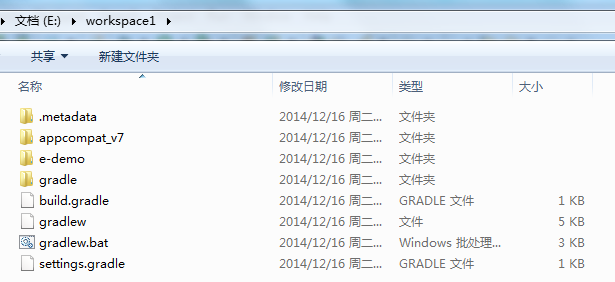 文档 (E:) workspace1
共享 新建文件夹
名称 修改日期 类型 大小
.metadata 2014/12/16 周二... 文件夹
appcompat_v7 2014/12/16 周二... 文件夹
e-demo 2014/12/16 周二... 文件夹
gradle 2014/12/16 周二... 文件夹
build.gradle 2014/12/16 周二... GRADLE 文件 1 KB
gradlew 2014/12/16 周二... 文件 5 KB
gradlew.bat 2014/12/16 周二... Windows 批处理... 3 KB
settings.gradle 2014/12/16 周二... GRADLE 文件 1 KB